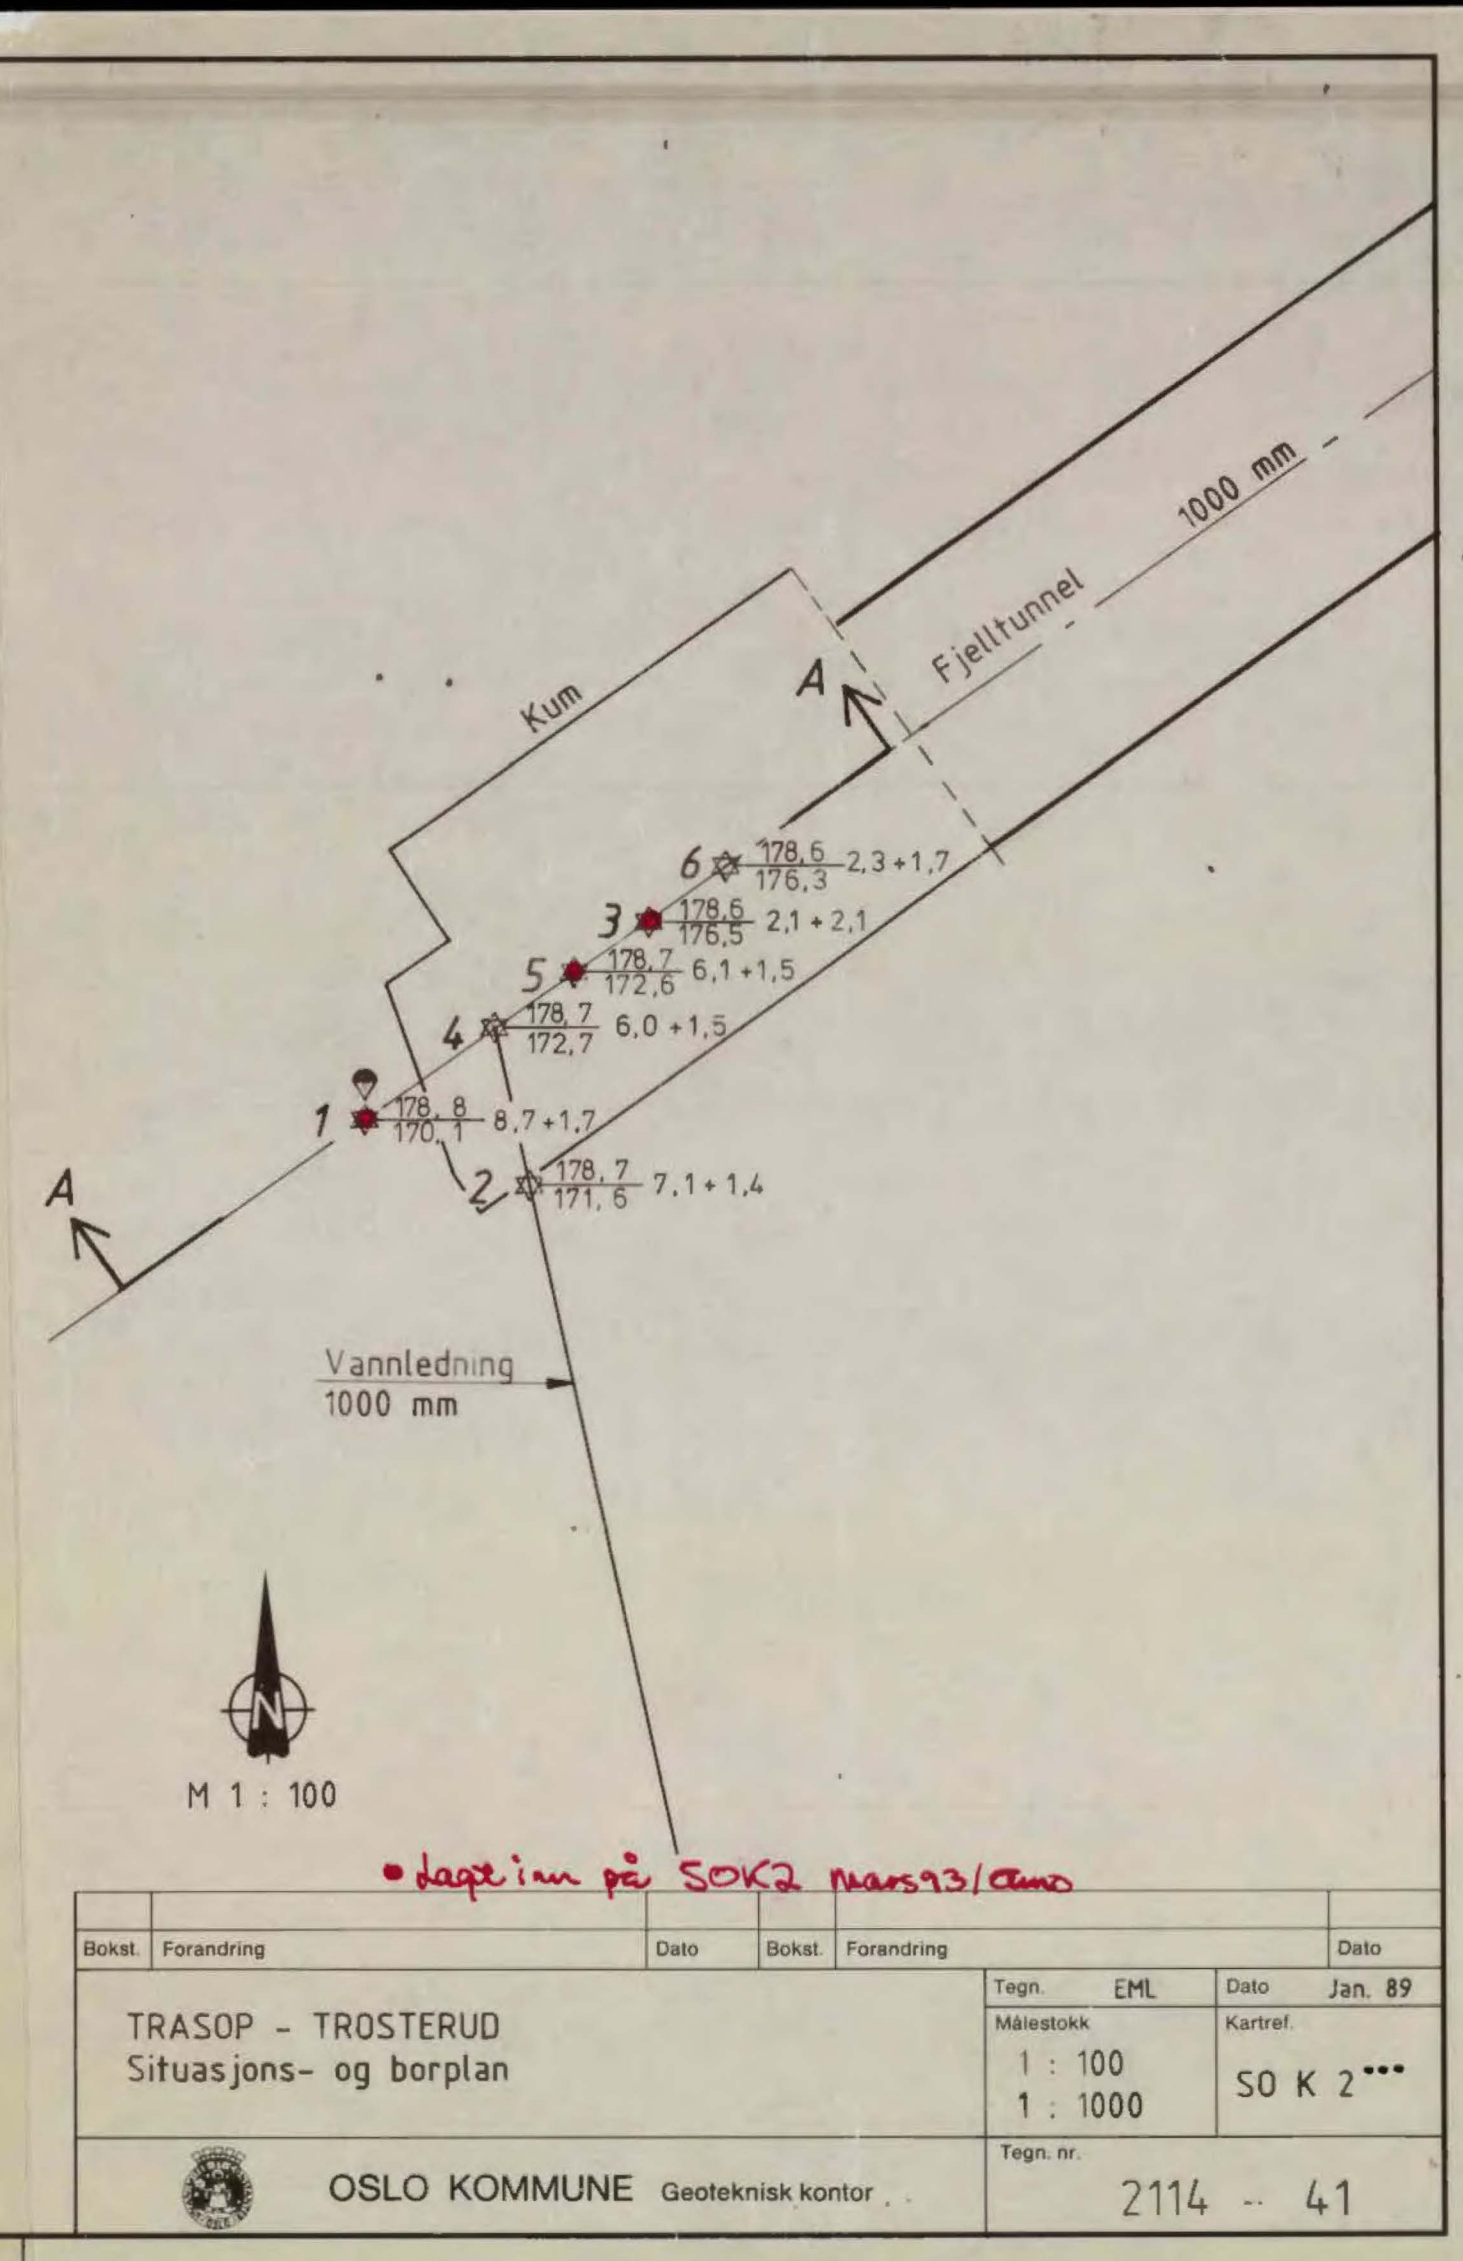 1000 mm
Fjelltunnel
A
Kum
6 178,6 2,3+1,7
176,3
3 178,6 2,1+2,1
176,5
5 178,7 6,1+1,5
172,6
4 178,7 6,0+1,5
172,7
1 178,8 8,7+1,7
170,1
2 178,7 7,1+1,4
171,6
A
Vannledning
1000 mm
N
M 1 : 100
• Lagt inn på SOK2 mars93/
Bokst. Forandring Dato Bokst. Forandring Dato
TRASOP - TROSTERUD
Situasjons- og borplan
Tegn. EML
Dato Jan. 89
Målestokk
1 : 100
1 : 1000
Kartref.
SO K 2•••
OSLO KOMMUNE Geoteknisk kontor
Tegn. nr.
2114 - 41